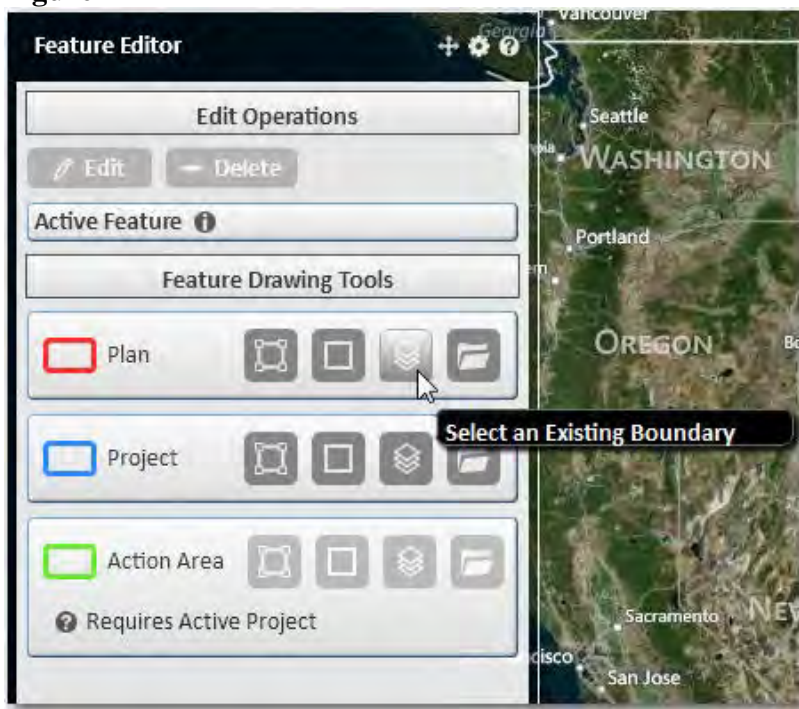 Feature Editor
Edit Operations
Edit
Delete
Active Feature
Feature Drawing Tools
Plan
Select an Existing Boundary
Project
Action Area
Requires Active Project
Vancouver
Georgia
Seattle
WASHINGTON
Portland
OREGON
Sacramento
San Jose